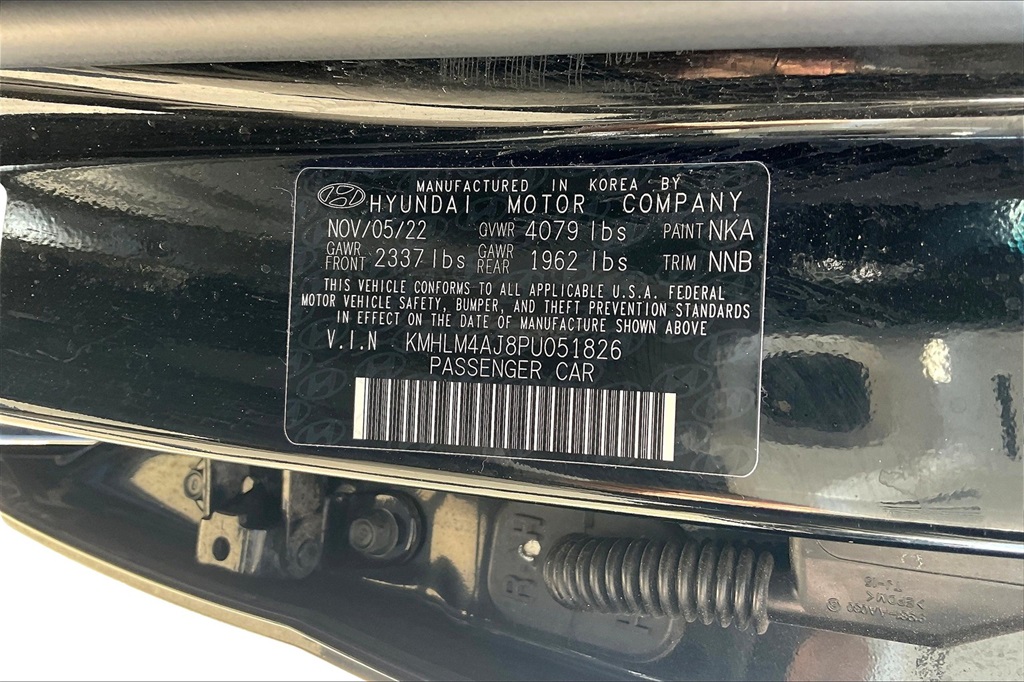 MANUFACTURED IN KOREA BY
HYUNDAI MOTOR COMPANY
NOV/05/22 GVWR 4079 lbs PAINT NKA
GAWR FRONT 2337 lbs GAWR REAR 1962 lbs TRIM NNB
THIS VEHICLE CONFORMS TO ALL APPLICABLE U.S.A. FEDERAL
MOTOR VEHICLE SAFETY, BUMPER, AND THEFT PREVENTION STANDARDS
IN EFFECT ON THE DATE OF MANUFACTURE SHOWN ABOVE
V.I.N KMHLM4AJ8PU051826
PASSENGER CAR
R H
>EPDM<